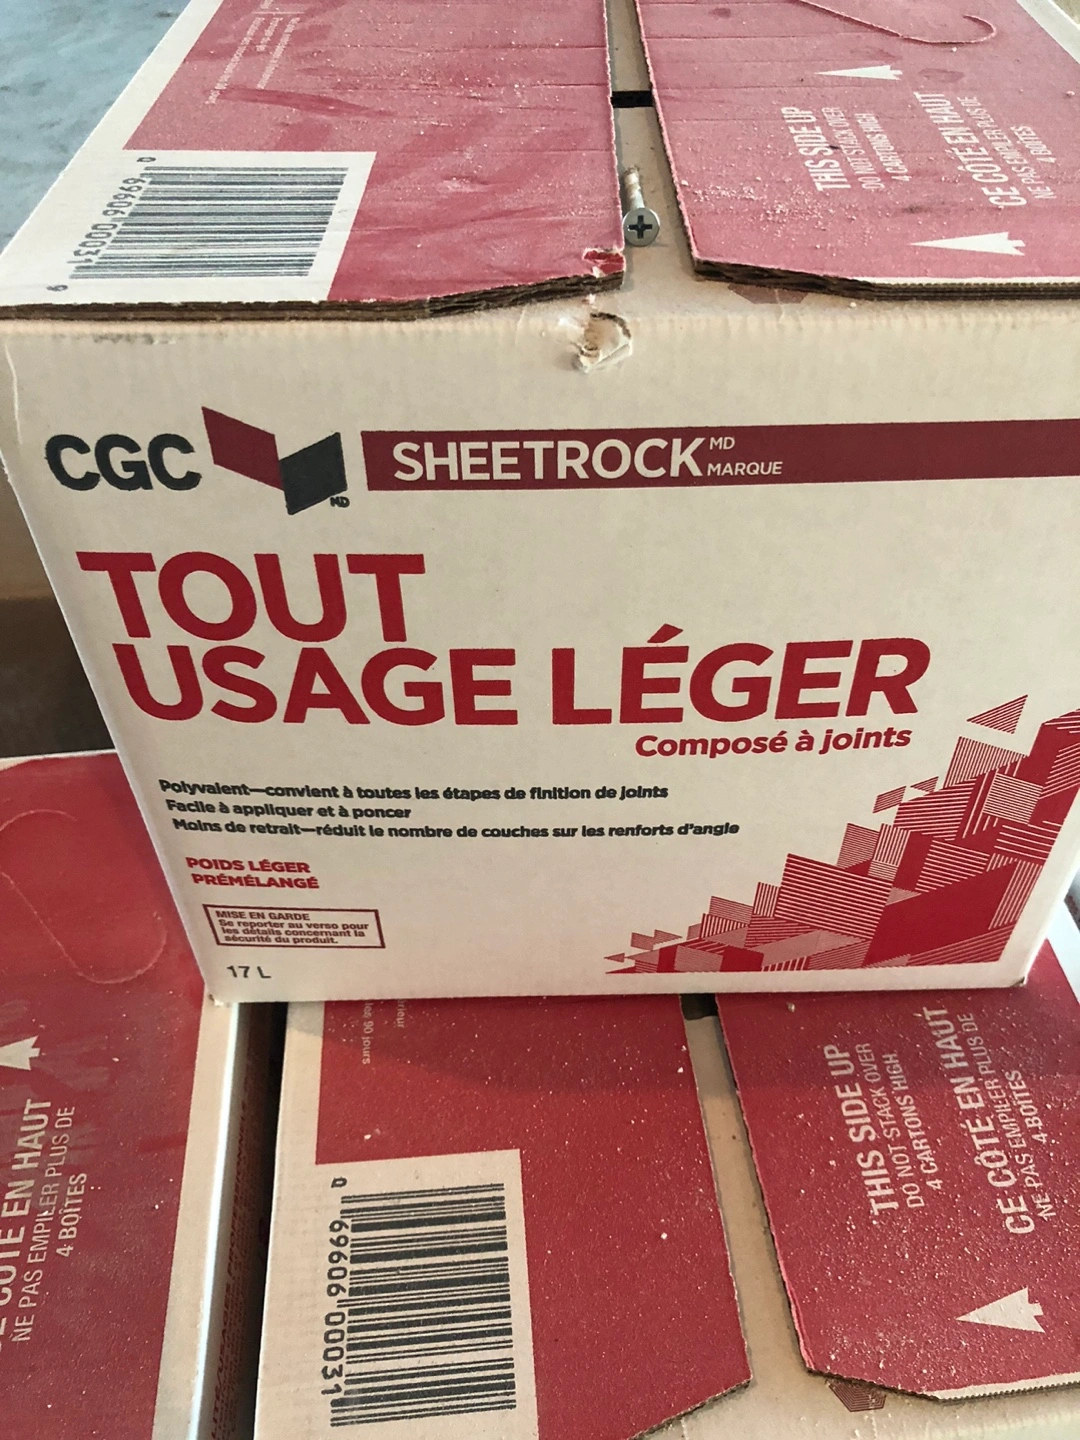 0 69606 00031 9
THIS SIDE UP
DO NOT STACK OVER
4 CARTONS HIGH
CE CÔTÉ EN HAUT
NE PAS EMPILER PLUS DE
4 BOÎTES
CGC MD
SHEETROCK MD MARQUE
TOUT
USAGE LÉGER
Composé à joints
Polyvalent—convient à toutes les étapes de finition de joints
Facile à appliquer et à poncer
Moins de retrait—réduit le nombre de couches sur les renforts d'angle
POIDS LÉGER
PRÉMÉLANGÉ
MISE EN GARDE
Se reporter au verso pour
les détails concernant la
sécurité du produit.
17 L
CÔTÉ EN HAUT
NE PAS EMPILER PLUS DE
4 BOÎTES
90 jours
0 69606 00031
THIS SIDE UP
DO NOT STACK OVER
4 CARTONS HIGH.
CE CÔTÉ EN HAUT
NE PAS EMPILER PLUS DE
4 BOÎTES